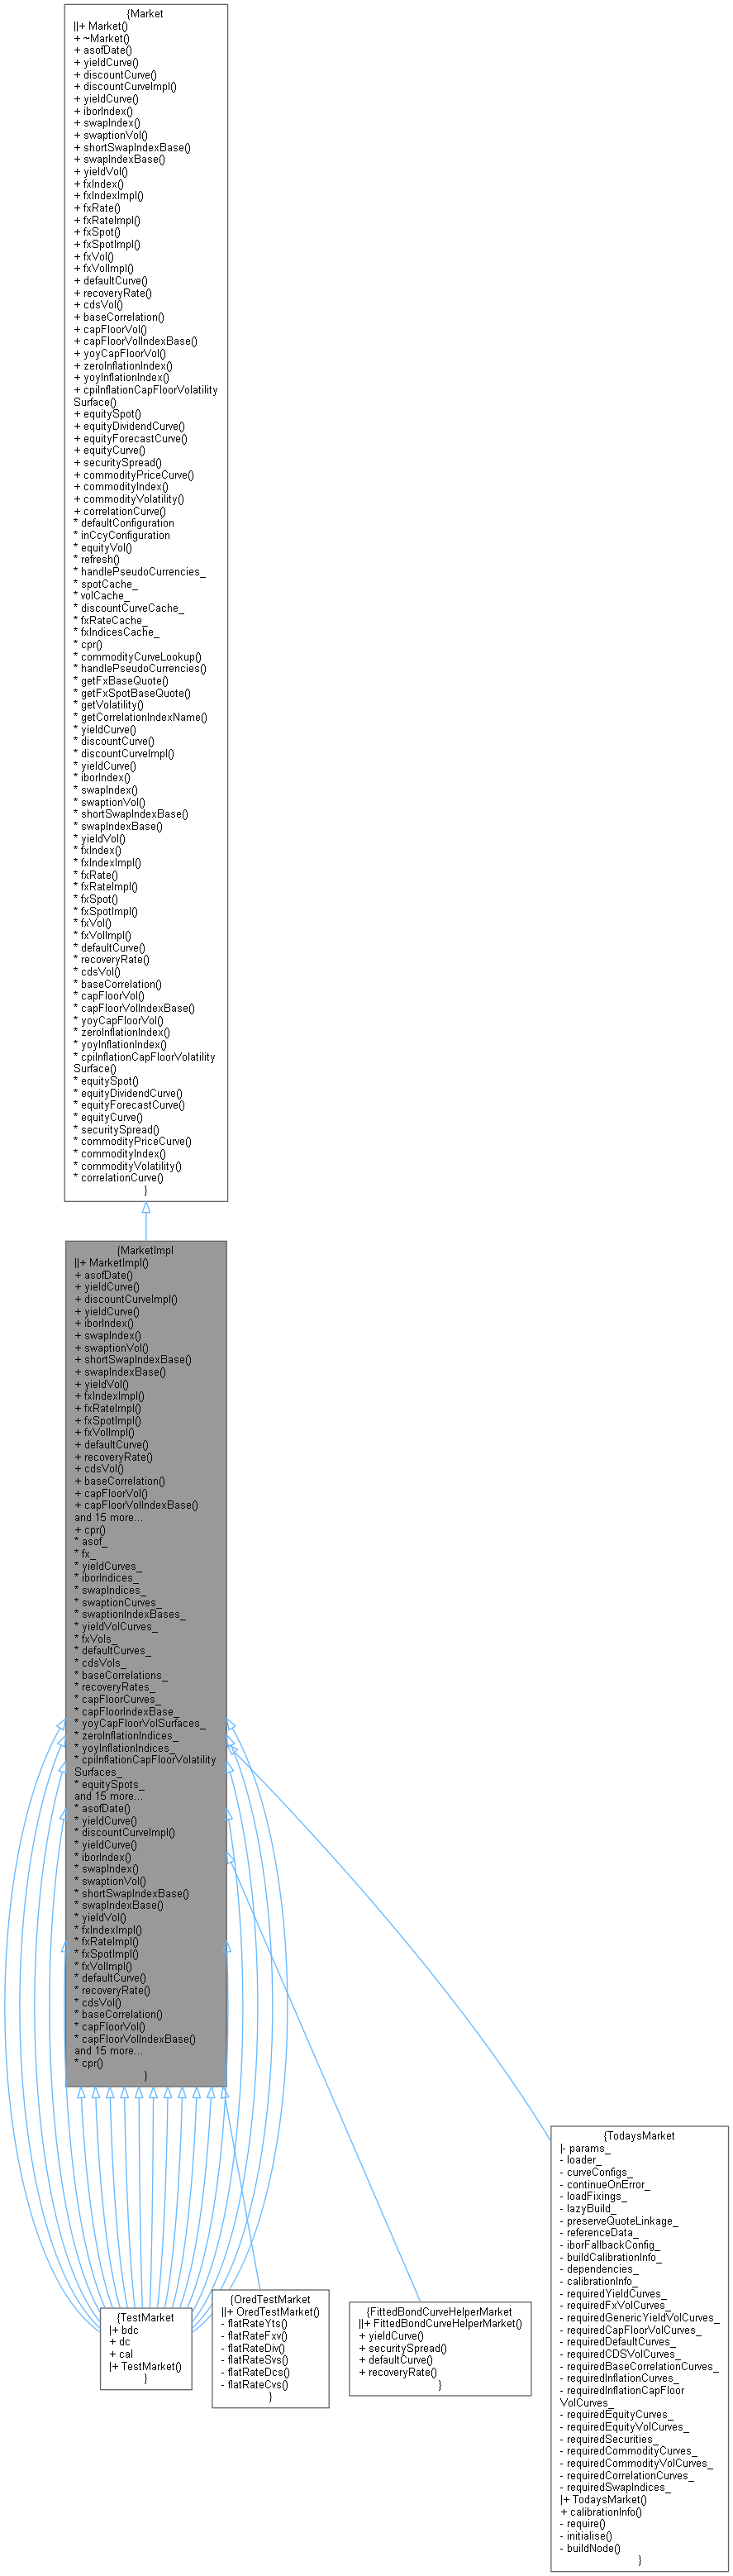 {Market
||+ Market()
+ ~Market()
+ asofDate()
+ yieldCurve()
+ discountCurve()
+ discountCurveImpl()
+ yieldCurve()
+ iborIndex()
+ swapIndex()
+ swaptionVol()
+ shortSwapIndexBase()
+ swapIndexBase()
+ yieldVol()
+ fxIndex()
+ fxIndexImpl()
+ fxRate()
+ fxRateImpl()
+ fxSpot()
+ fxSpotImpl()
+ fxVol()
+ fxVolImpl()
+ defaultCurve()
+ recoveryRate()
+ cdsVol()
+ baseCorrelation()
+ capFloorVol()
+ capFloorVolIndexBase()
+ yoyCapFloorVol()
+ zeroInflationIndex()
+ yoyInflationIndex()
+ cpiInflationCapFloorVolatility
Surface()
+ equitySpot()
+ equityDividendCurve()
+ equityForecastCurve()
+ equityCurve()
+ securitySpread()
+ commodityPriceCurve()
+ commodityIndex()
+ commodityVolatility()
+ correlationCurve()
* defaultConfiguration
* inCcyConfiguration
* equityVol()
* refresh()
* handlePseudoCurrencies_
* spotCache_
* volCache_
* discountCurveCache_
* fxRateCache_
* fxIndicesCache_
* cpr()
* commodityCurveLookup()
* handlePseudoCurrencies()
* getFxBaseQuote()
* getFxSpotBaseQuote()
* getVolatility()
* getCorrelationIndexName()
* yieldCurve()
* discountCurve()
* discountCurveImpl()
* yieldCurve()
* iborIndex()
* swapIndex()
* swaptionVol()
* shortSwapIndexBase()
* swapIndexBase()
* yieldVol()
* fxIndex()
* fxIndexImpl()
* fxRate()
* fxRateImpl()
* fxSpot()
* fxSpotImpl()
* fxVol()
* fxVolImpl()
* defaultCurve()
* recoveryRate()
* cdsVol()
* baseCorrelation()
* capFloorVol()
* capFloorVolIndexBase()
* yoyCapFloorVol()
* zeroInflationIndex()
* yoyInflationIndex()
* cpiInflationCapFloorVolatility
Surface()
* equitySpot()
* equityDividendCurve()
* equityForecastCurve()
* equityCurve()
* securitySpread()
* commodityPriceCurve()
* commodityIndex()
* commodityVolatility()
* correlationCurve()
}
{MarketImpl
||+ MarketImpl()
+ asofDate()
+ yieldCurve()
+ discountCurveImpl()
+ yieldCurve()
+ iborIndex()
+ swapIndex()
+ swaptionVol()
+ shortSwapIndexBase()
+ swapIndexBase()
+ yieldVol()
+ fxIndexImpl()
+ fxRateImpl()
+ fxSpotImpl()
+ fxVolImpl()
+ defaultCurve()
+ recoveryRate()
+ cdsVol()
+ baseCorrelation()
+ capFloorVol()
+ capFloorVolIndexBase()
and 15 more...
+ cpr()
* asof_
* fx_
* yieldCurves_
* iborIndices_
* swapIndices_
* swaptionCurves_
* swaptionIndexBases_
* yieldVolCurves_
* fxVols_
* defaultCurves_
* cdsVols_
* baseCorrelations_
* recoveryRates_
* capFloorCurves_
* capFloorIndexBase_
* yoyCapFloorVolSurfaces_
* zeroInflationIndices_
* yoyInflationIndices_
* cpiInflationCapFloorVolatility
Surfaces_
* equitySpots_
and 15 more...
* asofDate()
* yieldCurve()
* discountCurveImpl()
* yieldCurve()
* iborIndex()
* swapIndex()
* swaptionVol()
* shortSwapIndexBase()
* swapIndexBase()
* yieldVol()
* fxIndexImpl()
* fxRateImpl()
* fxSpotImpl()
* fxVolImpl()
* defaultCurve()
* recoveryRate()
* cdsVol()
* baseCorrelation()
* capFloorVol()
* capFloorVolIndexBase()
and 15 more...
* cpr()
}
{TestMarket
|+ bdc
+ dc
+ cal
|+ TestMarket()
}
{OredTestMarket
||+ OredTestMarket()
- flatRateYts()
- flatRateFxv()
- flatRateDiv()
- flatRateSvs()
- flatRateDcs()
- flatRateCvs()
}
{FittedBondCurveHelperMarket
||+ FittedBondCurveHelperMarket()
+ yieldCurve()
+ securitySpread()
+ defaultCurve()
+ recoveryRate()
}
{TodaysMarket
|- params_
- loader_
- curveConfigs_
- continueOnError_
- loadFixings_
- lazyBuild_
- preserveQuoteLinkage_
- referenceData_
- iborFallbackConfig_
- buildCalibrationInfo_
- dependencies_
- calibrationInfo_
- requiredYieldCurves_
- requiredFxVolCurves_
- requiredGenericYieldVolCurves_
- requiredCapFloorVolCurves_
- requiredDefaultCurves_
- requiredCDSVolCurves_
- requiredBaseCorrelationCurves_
- requiredInflationCurves_
- requiredInflationCapFloor
VolCurves_
- requiredEquityCurves_
- requiredEquityVolCurves_
- requiredSecurities_
- requiredCommodityCurves_
- requiredCommodityVolCurves_
- requiredCorrelationCurves_
- requiredSwapIndices_
|+ TodaysMarket()
+ calibrationInfo()
- require()
- initialise()
- buildNode()
}